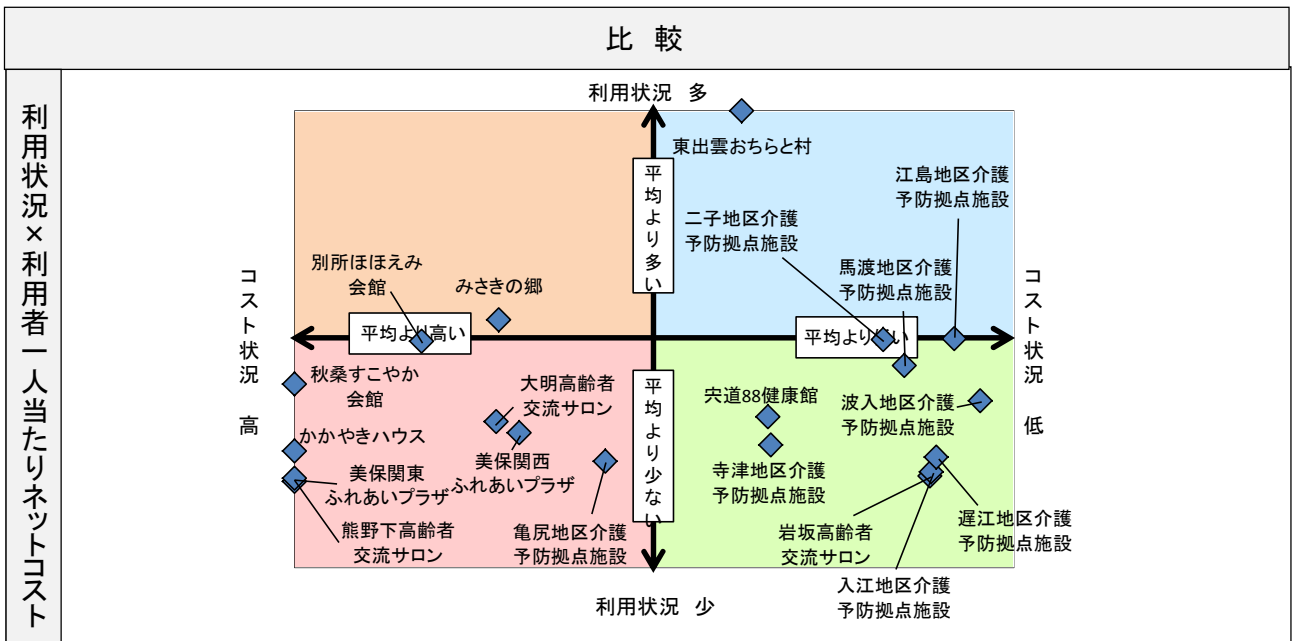 比 較
利用状況×利用者一人当たりネットコスト
利用状況 多
東出雲おちらと村
平均より多い
江島地区介護
予防拠点施設
二子地区介護
予防拠点施設
馬渡地区介護
予防拠点施設
別所ほほえみ
会館
みさきの郷
コスト状況 高
平均より高い
平均より低い
コスト状況 低
秋桑すこやか
会館
大明高齢者
交流サロン
平均より少ない
宍道88健康館
波入地区介護
予防拠点施設
かかやきハウス
美保関西
ふれあいプラザ
美保関東
ふれあいプラザ
寺津地区介護
予防拠点施設
熊野下高齢者
交流サロン
亀尻地区介護
予防拠点施設
岩坂高齢者
交流サロン
遅江地区介護
予防拠点施設
入江地区介護
予防拠点施設
利用状況 少